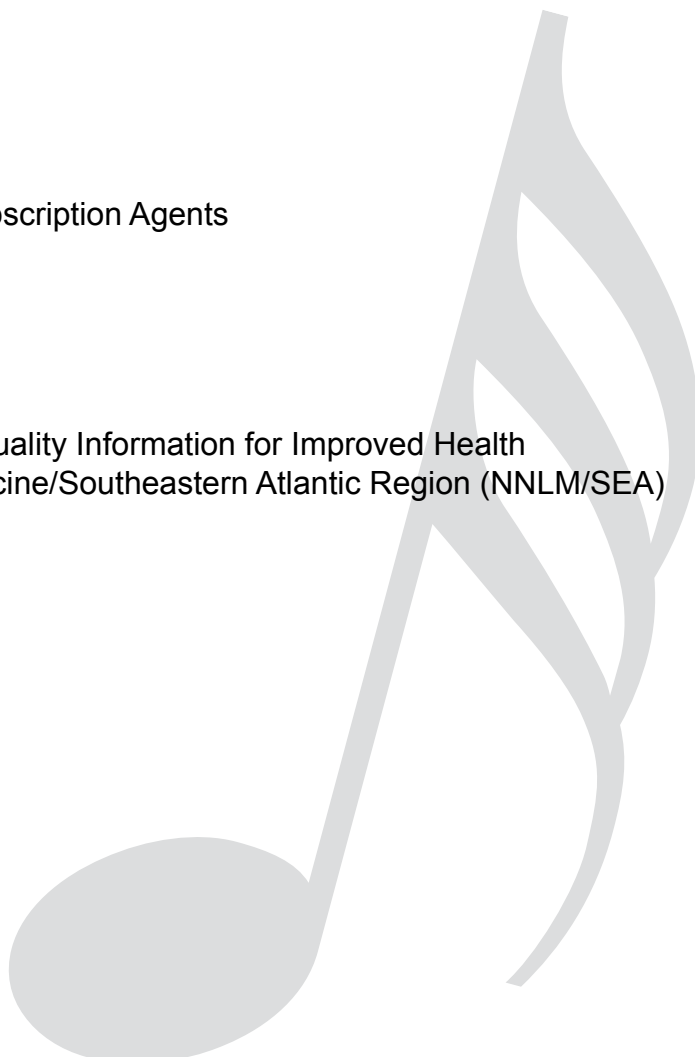 oscription Agents
uality Information for Improved Health
cine/Southeastern Atlantic Region (NNLM/SEA)